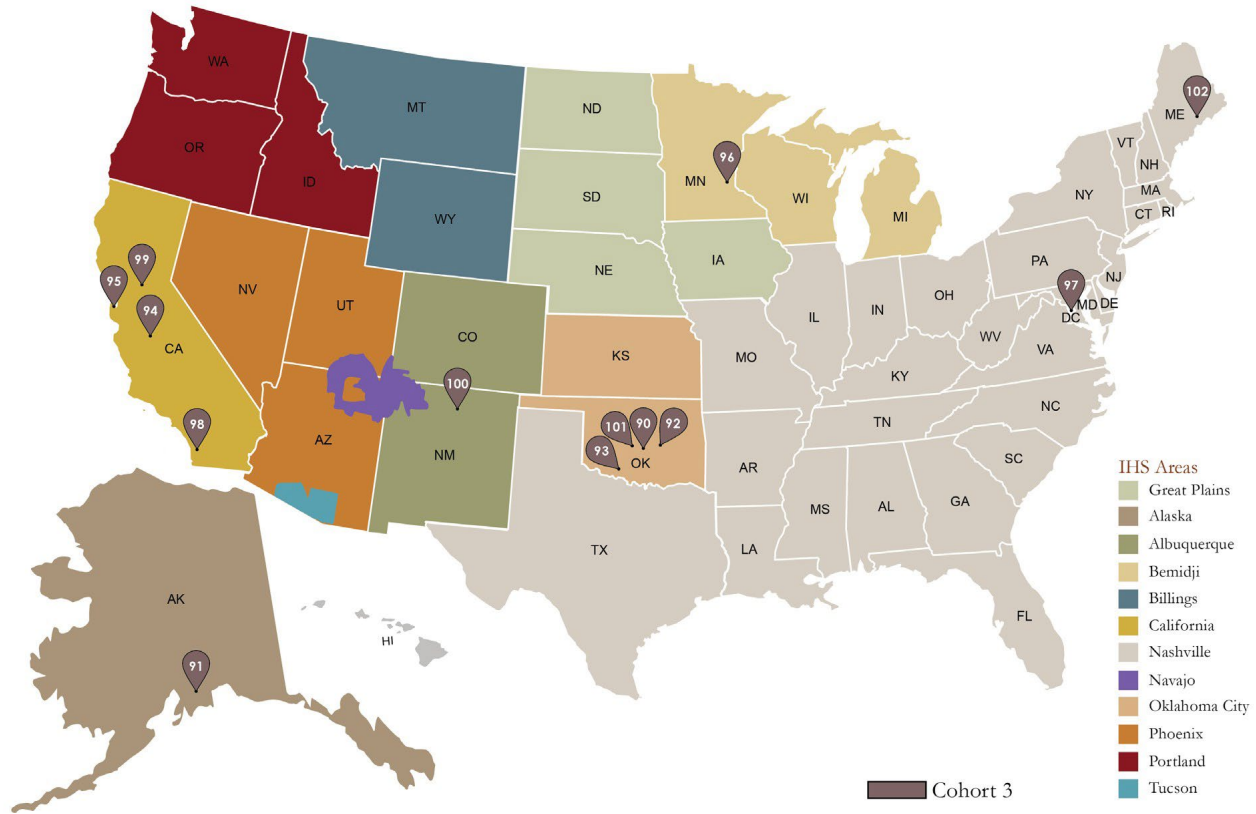 WA
MT
ND
102
ME
OR
ID
96
MN
VT
NH
WY
SD
WI
MI
NY
MA
CT
RI
99
95
94
NE
IA
PA
97
NJ
MD
DE
DC
NV
UT
CO
IL
IN
OH
WV
VA
CA
KS
MO
KY
100
98
AZ
NM
101
90
92
93
OK
AR
TN
NC
SC
MS
AL
GA
TX
LA
FL
AK
91
HI
IHS Areas
Great Plains
Alaska
Albuquerque
Bemidji
Billings
California
Nashville
Navajo
Oklahoma City
Phoenix
Portland
Tucson
Cohort 3